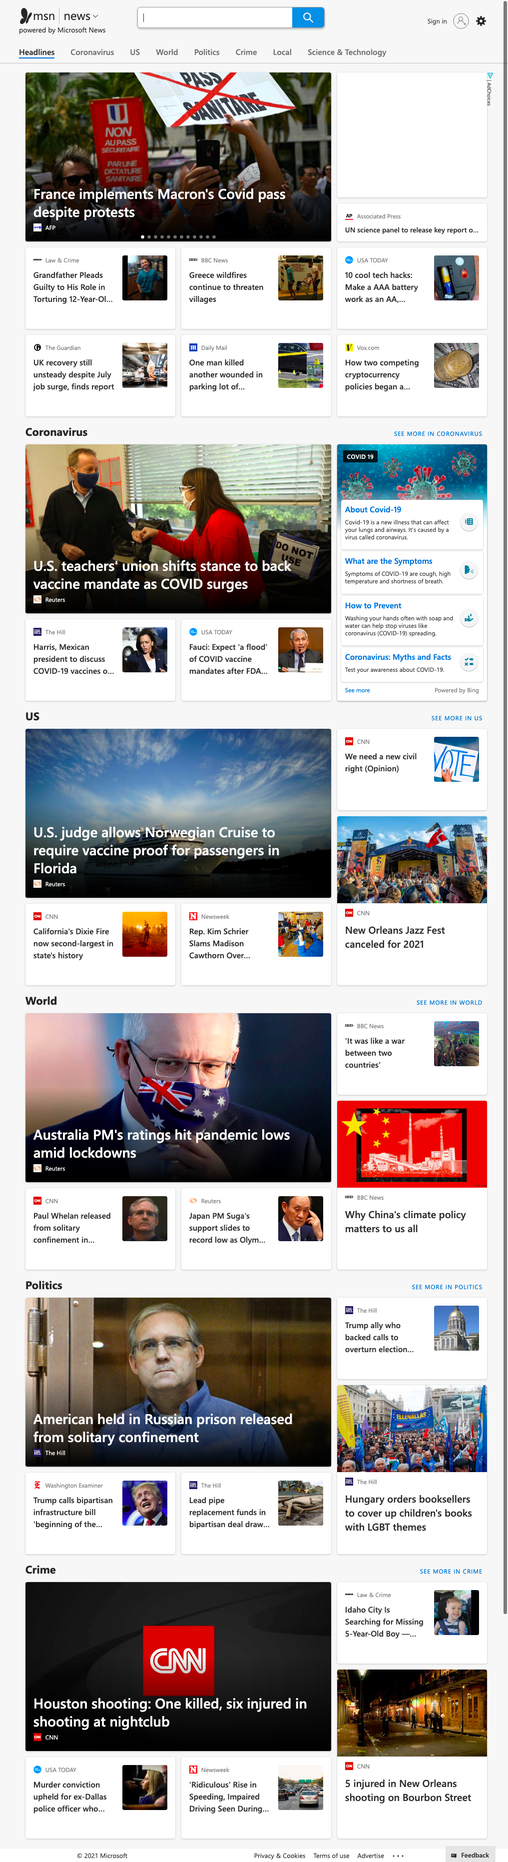 msn news
powered by Microsoft News
Sign in
Headlines Coronavirus US World Politics Crime Local Science & Technology
PASS
SANITAIRE
NON
AU PASS
SÉCURITAIRE
PAR UNE
DICTATURE
SANITAIRE
France implements Macron's Covid pass
despite protests
AFP
AdChoices
AP Associated Press
UN science panel to release key report o...
Law & Crime
Grandfather Pleads
Guilty to His Role in
Torturing 12-Year-Ol...
BBC News
Greece wildfires
continue to threaten
villages
USA TODAY
10 cool tech hacks:
Make a AAA battery
work as an AA,...
The Guardian
UK recovery still
unsteady despite July
job surge, finds report
Daily Mail
One man killed
another wounded in
parking lot of...
Vox.com
How two competing
cryptocurrency
policies began a...
Coronavirus
SEE MORE IN CORONAVIRUS
DO NOT
USE
U.S. teachers' union shifts stance to back
vaccine mandate as COVID surges
Reuters
COVID 19
About Covid-19
Covid-19 is a new illness that can affect
your lungs and airways. It's caused by a
virus called coronavirus.
What are the Symptoms
Symptoms of COVID-19 are cough, high
temperature and shortness of breath.
How to Prevent
Washing your hands often with soap and
water can help stop viruses like
coronavirus (COVID-19) spreading.
Coronavirus: Myths and Facts
Test your awareness about COVID-19.
See more Powered by Bing
The Hill
Harris, Mexican
president to discuss
COVID-19 vaccines o...
USA TODAY
Fauci: Expect 'a flood'
of COVID vaccine
mandates after FDA...
US
SEE MORE IN US
U.S. judge allows Norwegian Cruise to
require vaccine proof for passengers in
Florida
Reuters
CNN
We need a new civil
right (Opinion)
VOTE
CNN
New Orleans Jazz Fest
canceled for 2021
CNN
California's Dixie Fire
now second-largest in
state's history
Newsweek
Rep. Kim Schrier
Slams Madison
Cawthorn Over...
World
SEE MORE IN WORLD
Australia PM's ratings hit pandemic lows
amid lockdowns
Reuters
BBC News
'It was like a war
between two
countries'
BBC News
Why China's climate policy
matters to us all
CNN
Paul Whelan released
from solitary
confinement in...
Reuters
Japan PM Suga's
support slides to
record low as Olym...
Politics
SEE MORE IN POLITICS
American held in Russian prison released
from solitary confinement
The Hill
The Hill
Trump ally who
backed calls to
overturn election...
The Hill
Hungary orders booksellers
to cover up children's books
with LGBT themes
Washington Examiner
Trump calls bipartisan
infrastructure bill
'beginning of the...
The Hill
Lead pipe
replacement funds in
bipartisan deal draw...
Crime
SEE MORE IN CRIME
CNN
Houston shooting: One killed, six injured in
shooting at nightclub
CNN
Law & Crime
Idaho City Is
Searching for Missing
5-Year-Old Boy —...
CNN
5 injured in New Orleans
shooting on Bourbon Street
USA TODAY
Murder conviction
upheld for ex-Dallas
police officer who...
Newsweek
'Ridiculous' Rise in
Speeding, Impaired
Driving Seen During...
© 2021 Microsoft Privacy & Cookies Terms of use Advertise ... Feedback